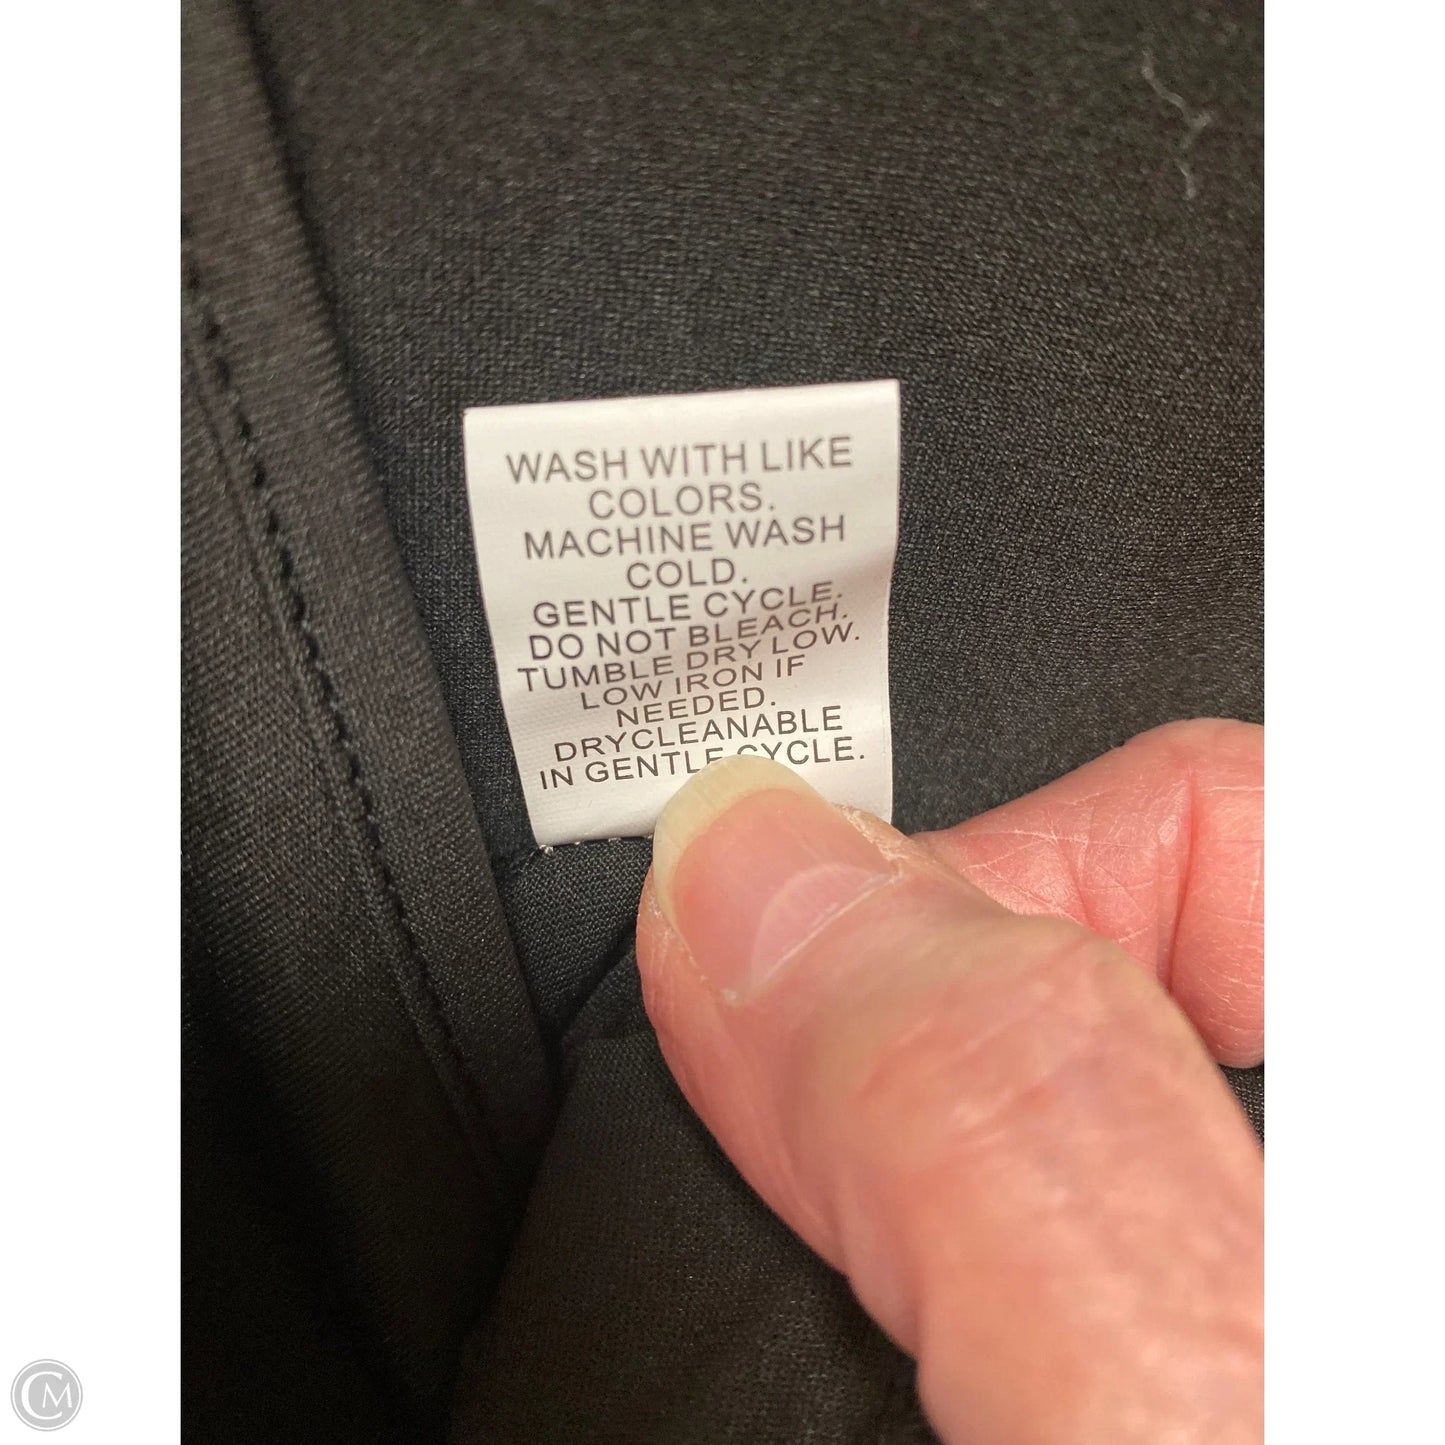 WASH WITH LIKE
COLORS.
MACHINE WASH
COLD.
GENTLE CYCLE.
DO NOT BLEACH.
TUMBLE DRY LOW.
LOW IRON IF
NEEDED.
DRYCLEANABLE
IN GENTLE CYCLE.
CM